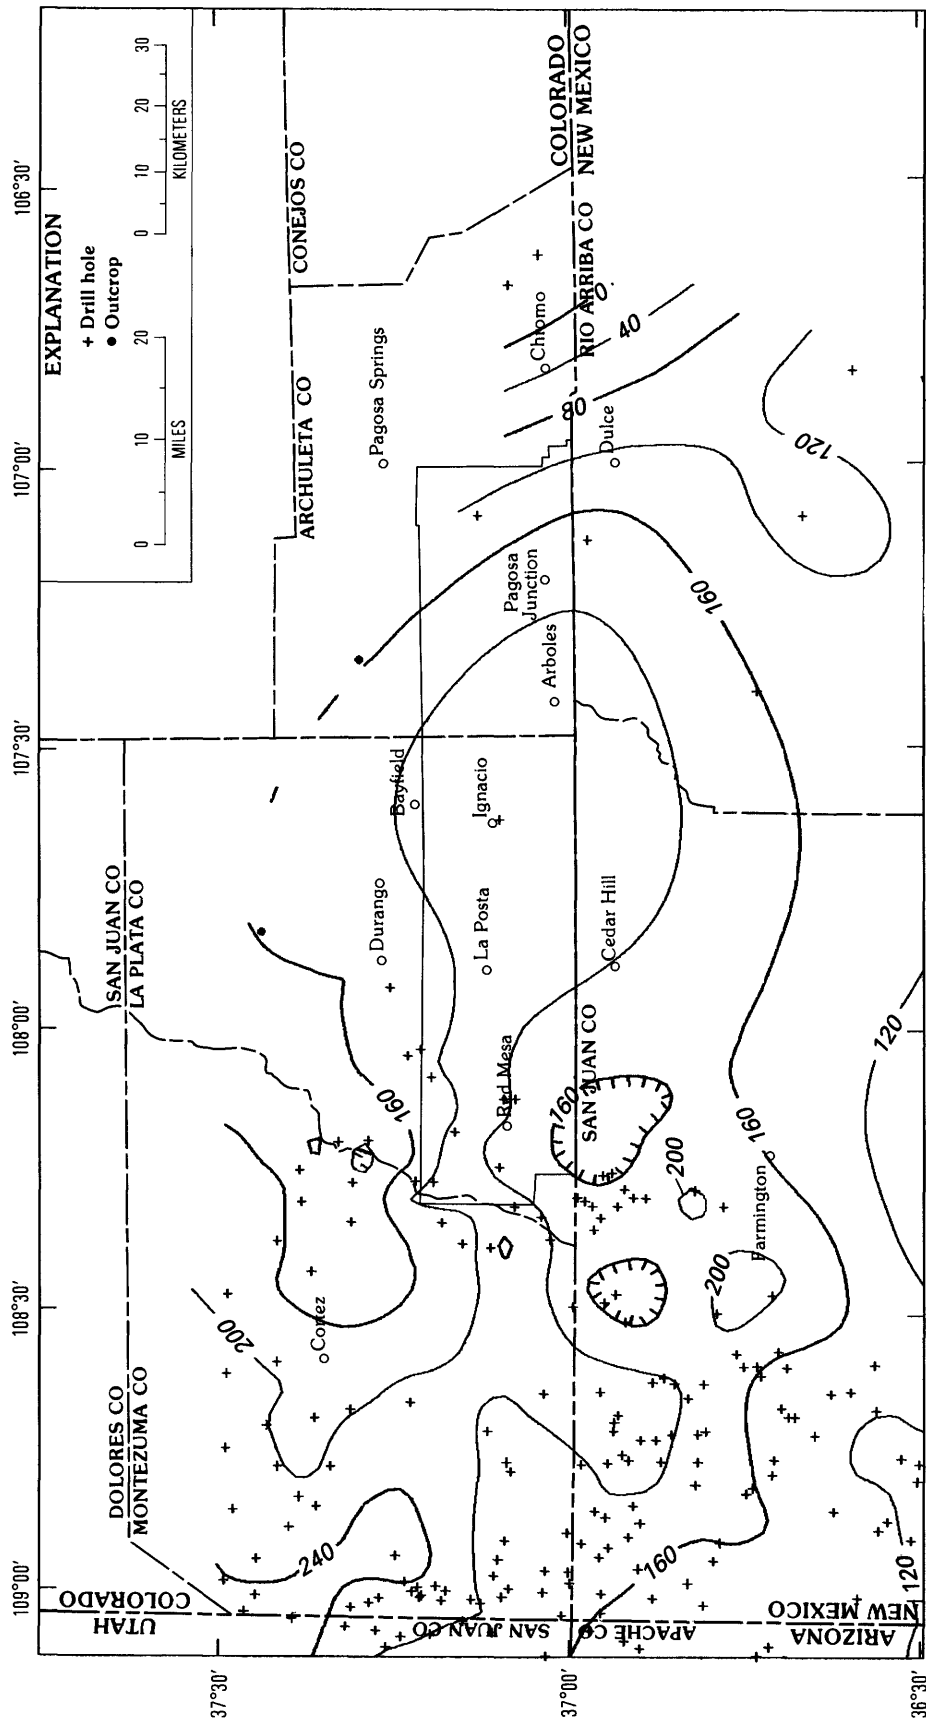 106°30'
107°00'
107°30'
108°00'
108°30'
109°00'
37°30'
37°00'
36°30'
EXPLANATION
+ Drill hole
● Outcrop
0 10 20
MILES
0 10 20 30
KILOMETERS
CONEJOS CO
ARCHULETA CO
COLORADO
NEW MEXICO
RIO ARRIBA CO
Pagosa Springs
Chromo
Dulce
Pagosa
Junction
Arboles
Bayfield
Ignacio
Durango
La Posta
Cedar Hill
Red Mesa
Farmington
Cortez
SAN JUAN CO
LA PLATA CO
SAN JUAN CO
DOLORES CO
MONTEZUMA CO
UTAH
COLORADO
SAN JUAN CO
APACHE CO
ARIZONA
NEW MEXICO
0
40
80
120
160
160
160
160
160
120
120
200
200
200
240